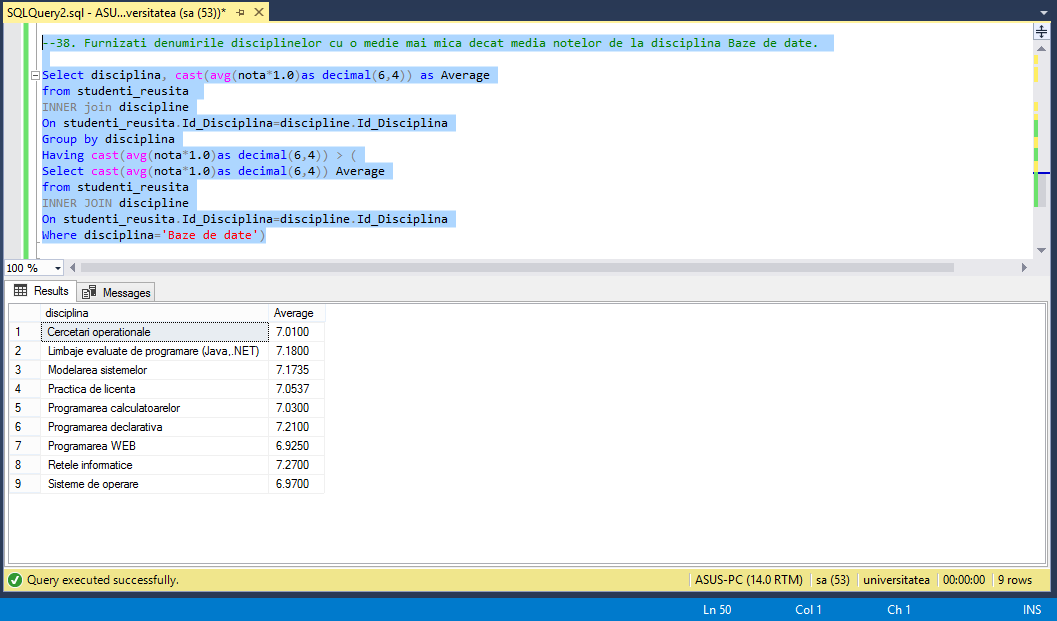 SQLQuery2.sql - ASU...versitatea (sa (53))*
--38. Furnizati denumirile disciplinelor cu o medie mai mica decat media notelor de la disciplina Baze de date.
Select disciplina, cast(avg(nota*1.0)as decimal(6,4)) as Average
from studenti_reusita
INNER join discipline
On studenti_reusita.Id_Disciplina=discipline.Id_Disciplina
Group by disciplina
Having cast(avg(nota*1.0)as decimal(6,4)) > (
Select cast(avg(nota*1.0)as decimal(6,4)) Average
from studenti_reusita
INNER JOIN discipline
On studenti_reusita.Id_Disciplina=discipline.Id_Disciplina
Where disciplina='Baze de date')
100 %
Results Messages
disciplina Average
1 Cercetari operationale 7.0100
2 Limbaje evaluate de programare (Java,.NET) 7.1800
3 Modelarea sistemelor 7.1735
4 Practica de licenta 7.0537
5 Programarea calculatoarelor 7.0300
6 Programarea declarativa 7.2100
7 Programarea WEB 6.9250
8 Retele informatice 7.2700
9 Sisteme de operare 6.9700
Query executed successfully. ASUS-PC (14.0 RTM) sa (53) universitatea 00:00:00 9 rows
Ln 50 Col 1 Ch 1 INS